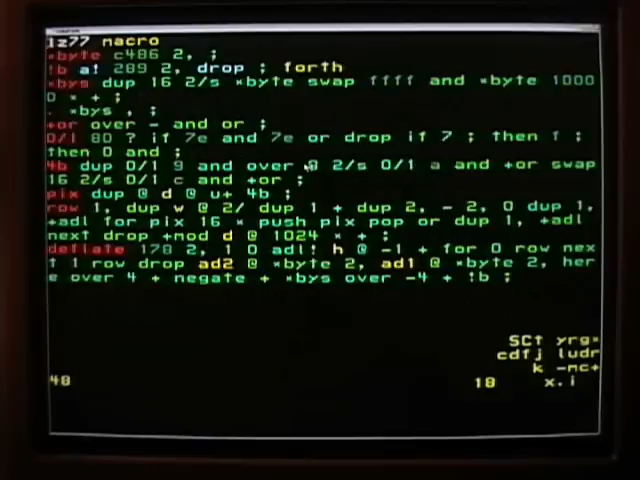 lz77 macro
*byte c486 2, ;
!b a! 289 2, drop ; forth
*bys dup 16 2/s *byte swap ffff and *byte 1000
0 * + ;
. *bys , ;
+or over - and or ;
0/1 80 ? if 7e and 7e or drop if 7 ; then f ;
then 0 and ;
4b dup 0/1 9 and over 8 2/s 0/1 a and +or swap
16 2/s 0/1 c and +or ;
pix dup @ d @ u+ 4b ;
row 1, dup w @ 2/ dup 1 + dup 2, - 2, 0 dup 1,
+adl for pix 16 * push pix pop or dup 1, +adl
next drop +mod d @ 1024 * + ;
deflate 178 2, 1 0 adl! h @ -1 + for 0 row nex
t 1 row drop ad2 @ *byte 2, ad1 @ *byte 2, her
e over 4 + negate + *bys over -4 + !b ;
SCt yrg*
cdfj ludr
k -mc+
48 18 x.i